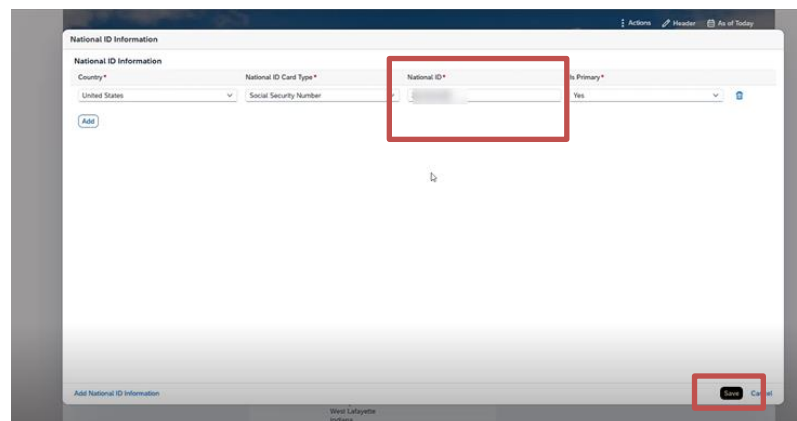 Actions Header As of Today
National ID Information
National ID Information
Country* National ID Card Type* National ID* Is Primary*
United States Social Security Number Yes
Add
Add National ID Information Save Cancel
West Lafayette
Indiana